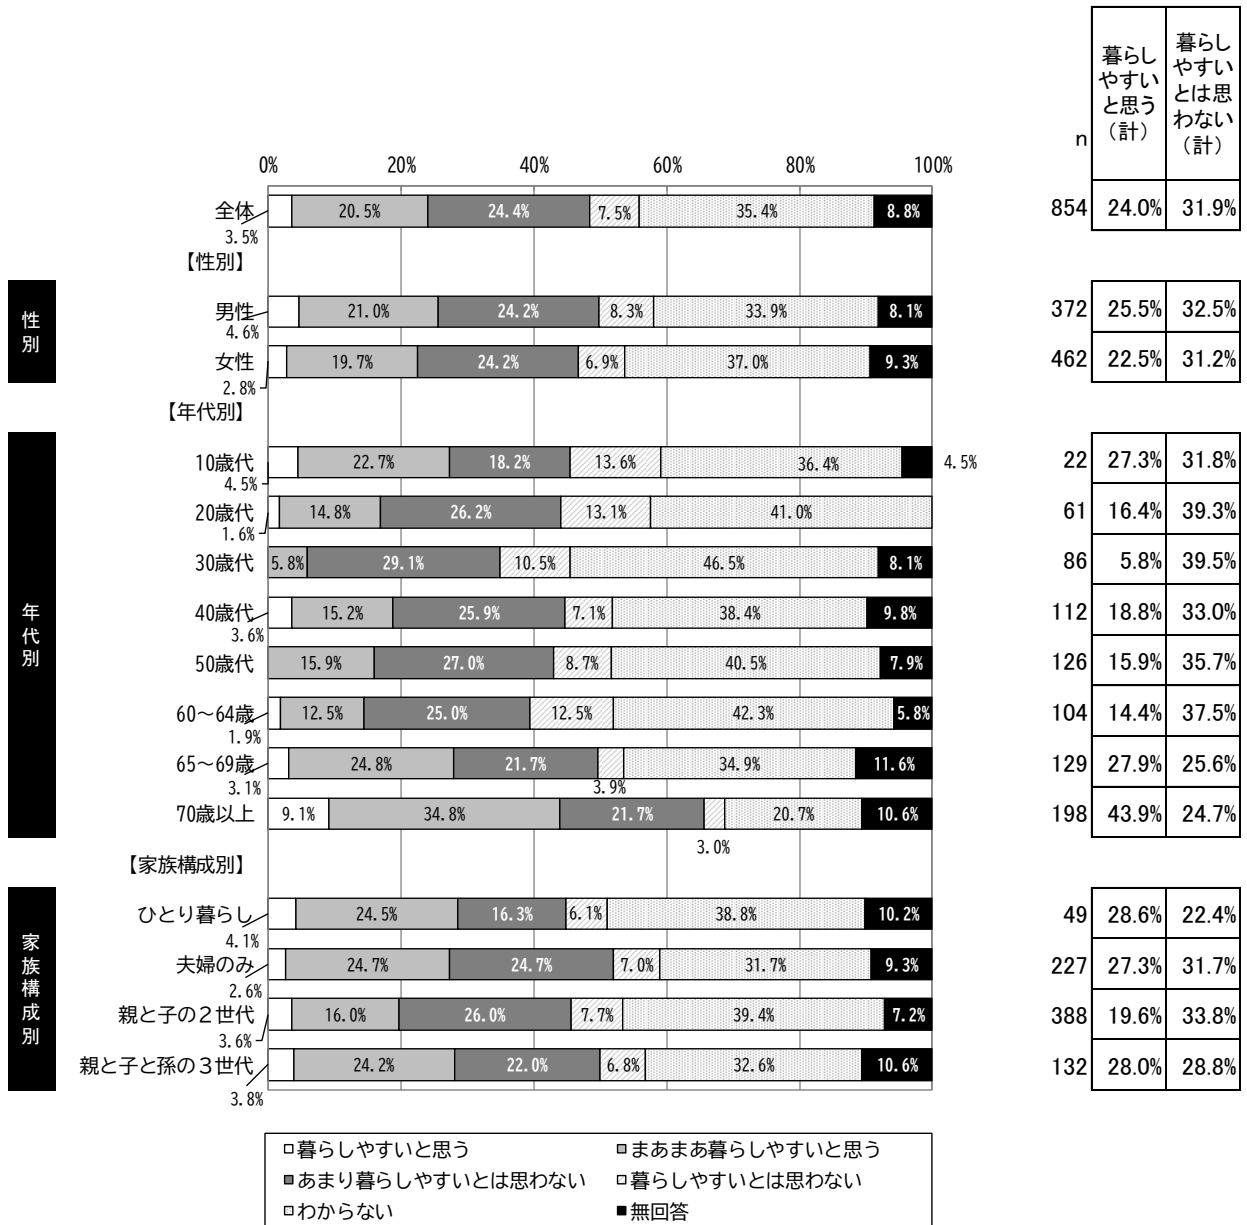 暮らしやすいと思う（計）
暮らしやすいとは思わない（計）
n
0% 20% 40% 60% 80% 100%
全体 3.5% 20.5% 24.4% 7.5% 35.4% 8.8% 854 24.0% 31.9%
【性別】
性別
男性 4.6% 21.0% 24.2% 8.3% 33.9% 8.1% 372 25.5% 32.5%
女性 2.8% 19.7% 24.2% 6.9% 37.0% 9.3% 462 22.5% 31.2%
【年代別】
年代別
10歳代 4.5% 22.7% 18.2% 13.6% 36.4% 4.5% 22 27.3% 31.8%
20歳代 1.6% 14.8% 26.2% 13.1% 41.0% 61 16.4% 39.3%
30歳代 5.8% 29.1% 10.5% 46.5% 8.1% 86 5.8% 39.5%
40歳代 3.6% 15.2% 25.9% 7.1% 38.4% 9.8% 112 18.8% 33.0%
50歳代 15.9% 27.0% 8.7% 40.5% 7.9% 126 15.9% 35.7%
60～64歳 1.9% 12.5% 25.0% 12.5% 42.3% 5.8% 104 14.4% 37.5%
65～69歳 3.1% 24.8% 21.7% 3.9% 34.9% 11.6% 129 27.9% 25.6%
70歳以上 9.1% 34.8% 21.7% 3.0% 20.7% 10.6% 198 43.9% 24.7%
【家族構成別】
家族構成別
ひとり暮らし 4.1% 24.5% 16.3% 6.1% 38.8% 10.2% 49 28.6% 22.4%
夫婦のみ 2.6% 24.7% 24.7% 7.0% 31.7% 9.3% 227 27.3% 31.7%
親と子の２世代 3.6% 16.0% 26.0% 7.7% 39.4% 7.2% 388 19.6% 33.8%
親と子と孫の３世代 3.8% 24.2% 22.0% 6.8% 32.6% 10.6% 132 28.0% 28.8%
暮らしやすいと思う まあまあ暮らしやすいと思う
あまり暮らしやすいとは思わない 暮らしやすいとは思わない
わからない 無回答